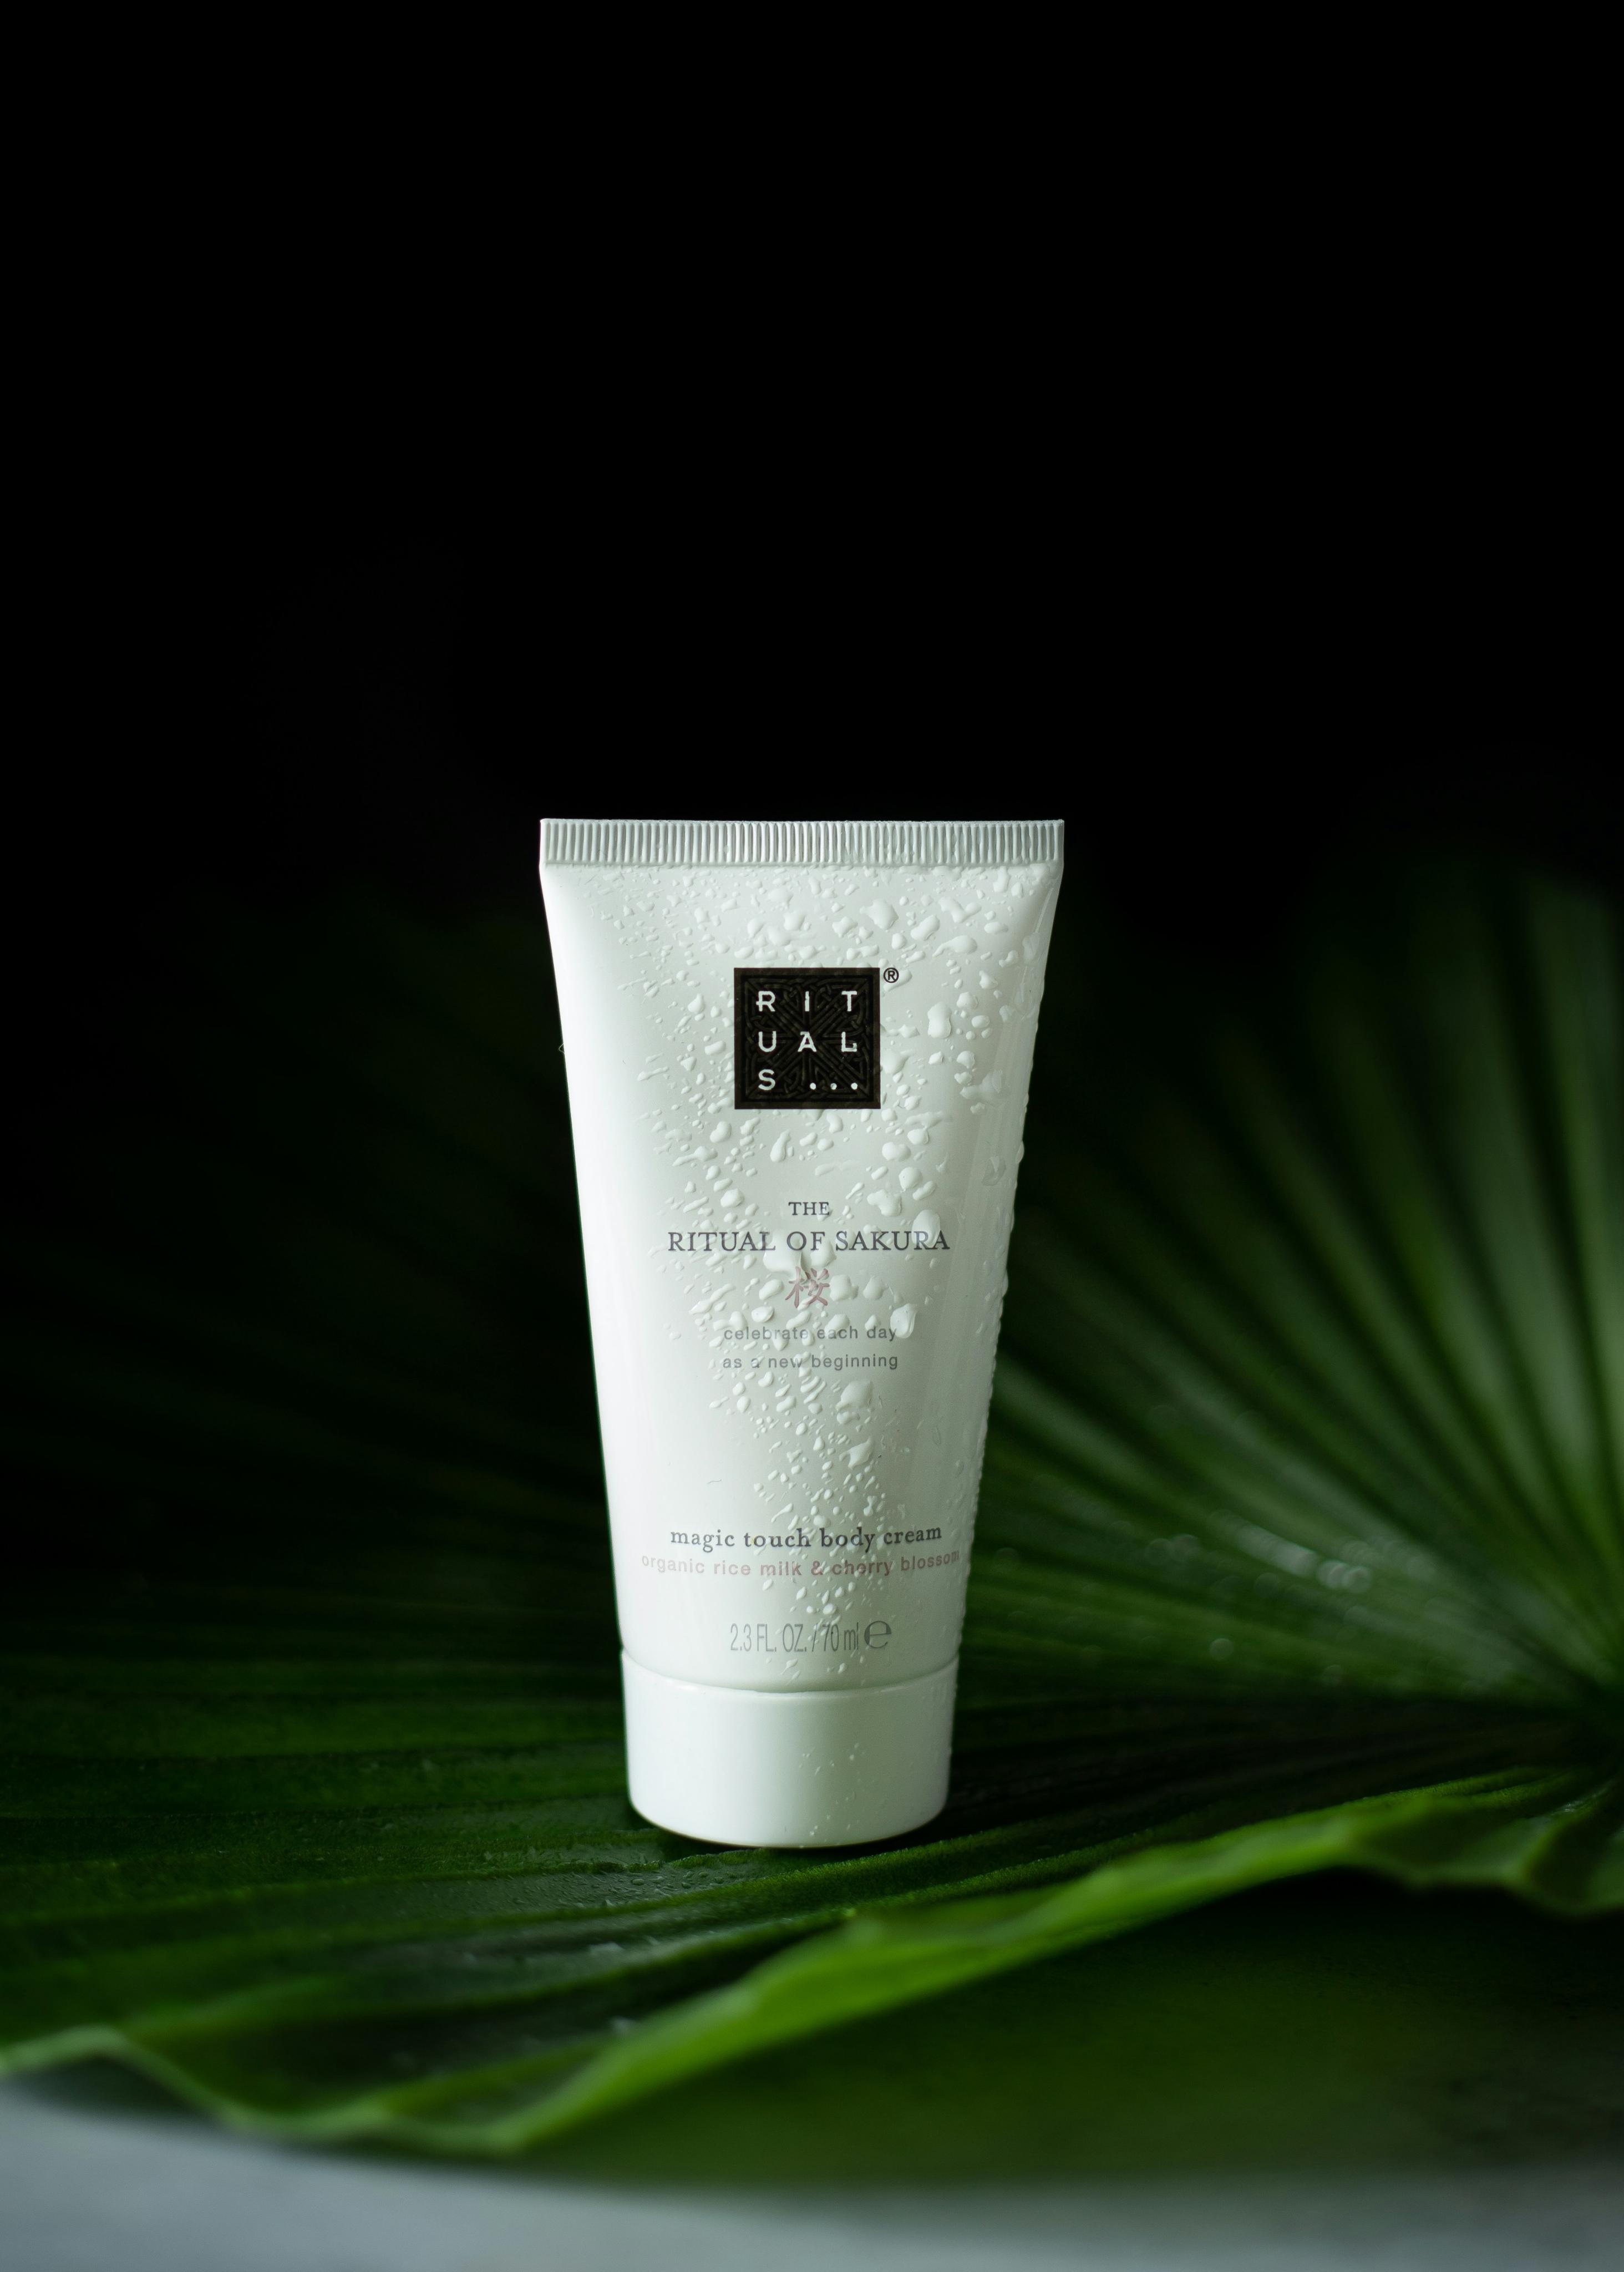 RIT
UAL
S...®
THE
RITUAL OF SAKURA
桜
celebrate each day
as a new beginning
magic touch body cream
organic rice milk & cherry blossom
2.3 FL. OZ. / 70 ml ℮